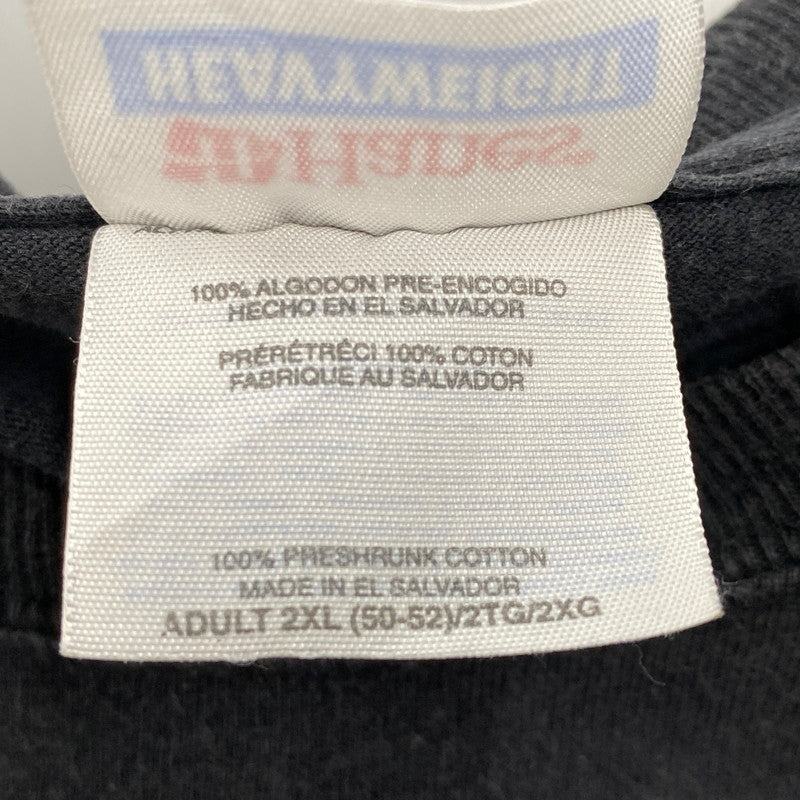 HEAVYWEIGHT
Hanes
100% ALGODON PRE-ENCOGIDO
HECHO EN EL SALVADOR
PRÉRÉTRÉCI 100% COTON
FABRIQUE AU SALVADOR
100% PRESHRUNK COTTON
MADE IN EL SALVADOR
ADULT 2XL (50-52)/2TG/2XG